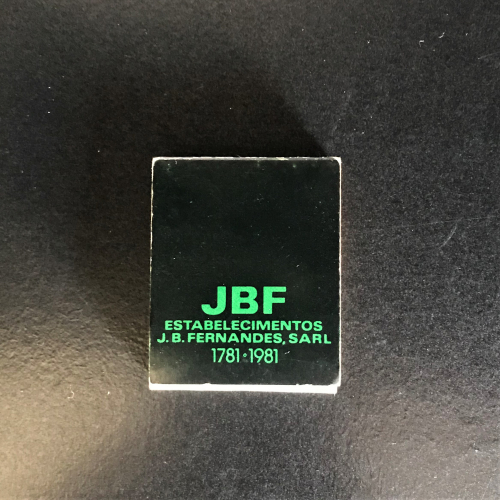 JBF
ESTABELECIMENTOS
J.B. FERNANDES, SARL
1781·1981